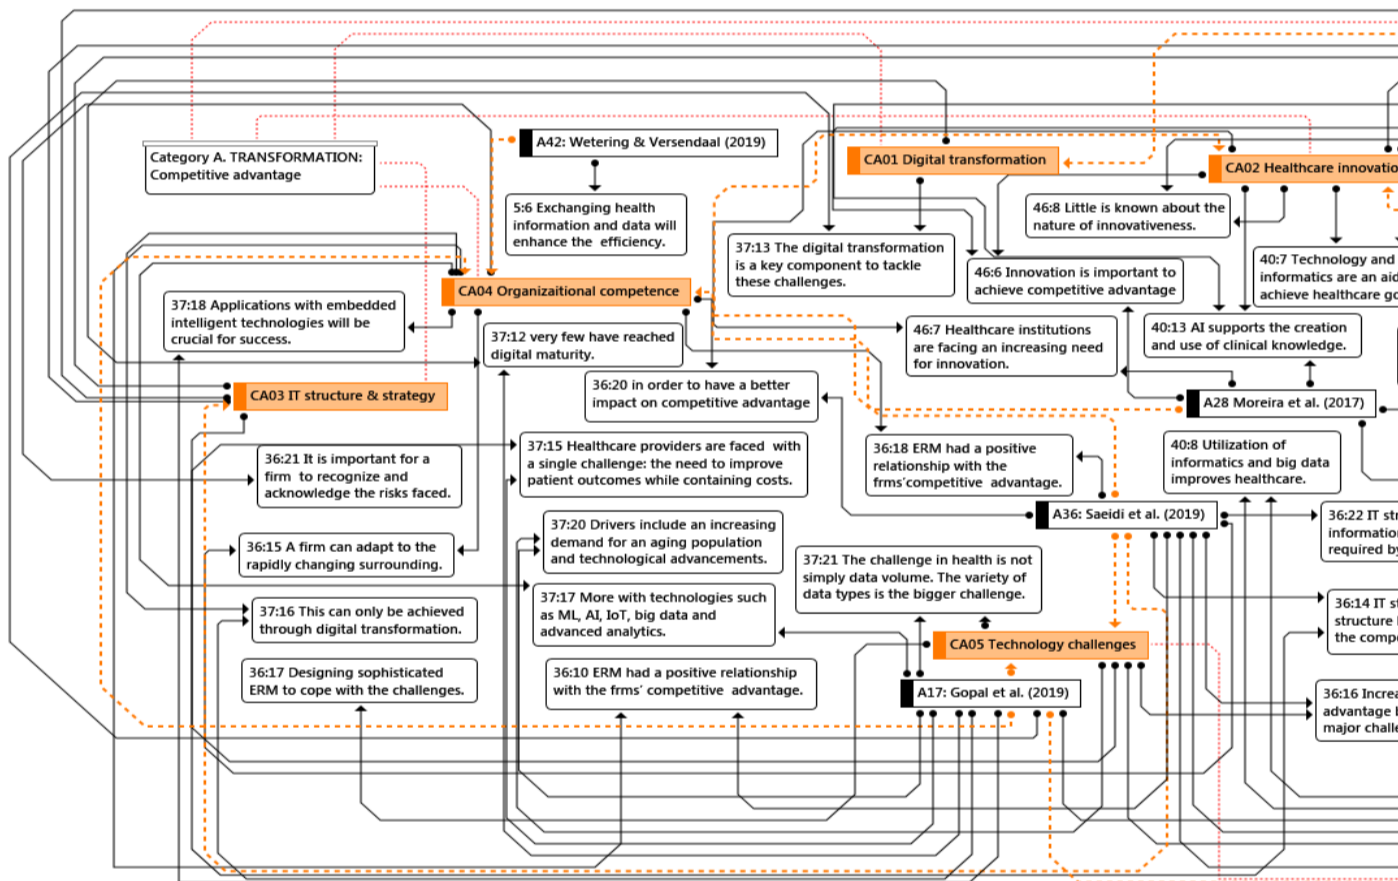 A42: Wetering & Versendaal (2019)
Category A. TRANSFORMATION:
Competitive advantage
CA01 Digital transformation
CA02 Healthcare innovatio
5:6 Exchanging health
information and data will
enhance the  efficiency.
46:8 Little is known about the
nature of innovativeness.
37:13 The digital transformation
is a key component to tackle
these challenges.
46:6 Innovation is important to
achieve competitive advantage
40:7 Technology and
informatics are an aid
achieve healthcare go
CA04 Organizaitional competence
37:18 Applications with embedded
intelligent technologies will be
crucial for success.
37:12 very few have reached
digital maturity.
46:7 Healthcare institutions
are facing an increasing need
for innovation.
40:13 AI supports the creation
and use of clinical knowledge.
36:20 in order to have a better
impact on competitive advantage
CA03 IT structure & strategy
A28 Moreira et al. (2017)
37:15 Healthcare providers are faced  with
a single challenge: the need to improve
patient outcomes while containing costs.
36:18 ERM had a positive
relationship with the
frms'competitive  advantage.
40:8 Utilization of
informatics and big data
improves healthcare.
36:21 It is important for a
firm  to recognize and
acknowledge the risks faced.
A36: Saeidi et al. (2019)
36:22 IT str
information
required by
37:20 Drivers include an increasing
demand for an aging population
and technological advancements.
36:15 A firm can adapt to the
rapidly changing surrounding.
37:21 The challenge in health is not
simply data volume. The variety of
data types is the bigger challenge.
37:17 More with technologies such
as ML, AI, IoT, big data and
advanced analytics.
37:16 This can only be achieved
through digital transformation.
36:14 IT st
structure
the compe
CA05 Technology challenges
36:17 Designing sophisticated
ERM to cope with the challenges.
36:10 ERM had a positive relationship
with the frms' competitive  advantage.
A17: Gopal et al. (2019)
36:16 Increa
advantage
major challe